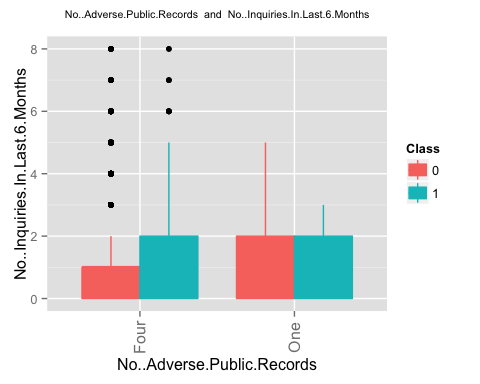 No..Adverse.Public.Records and No..Inquiries.In.Last.6.Months
8
6
4
2
0
No..Inquiries.In.Last.6.Months
Four
One
No..Adverse.Public.Records
Class
0
1